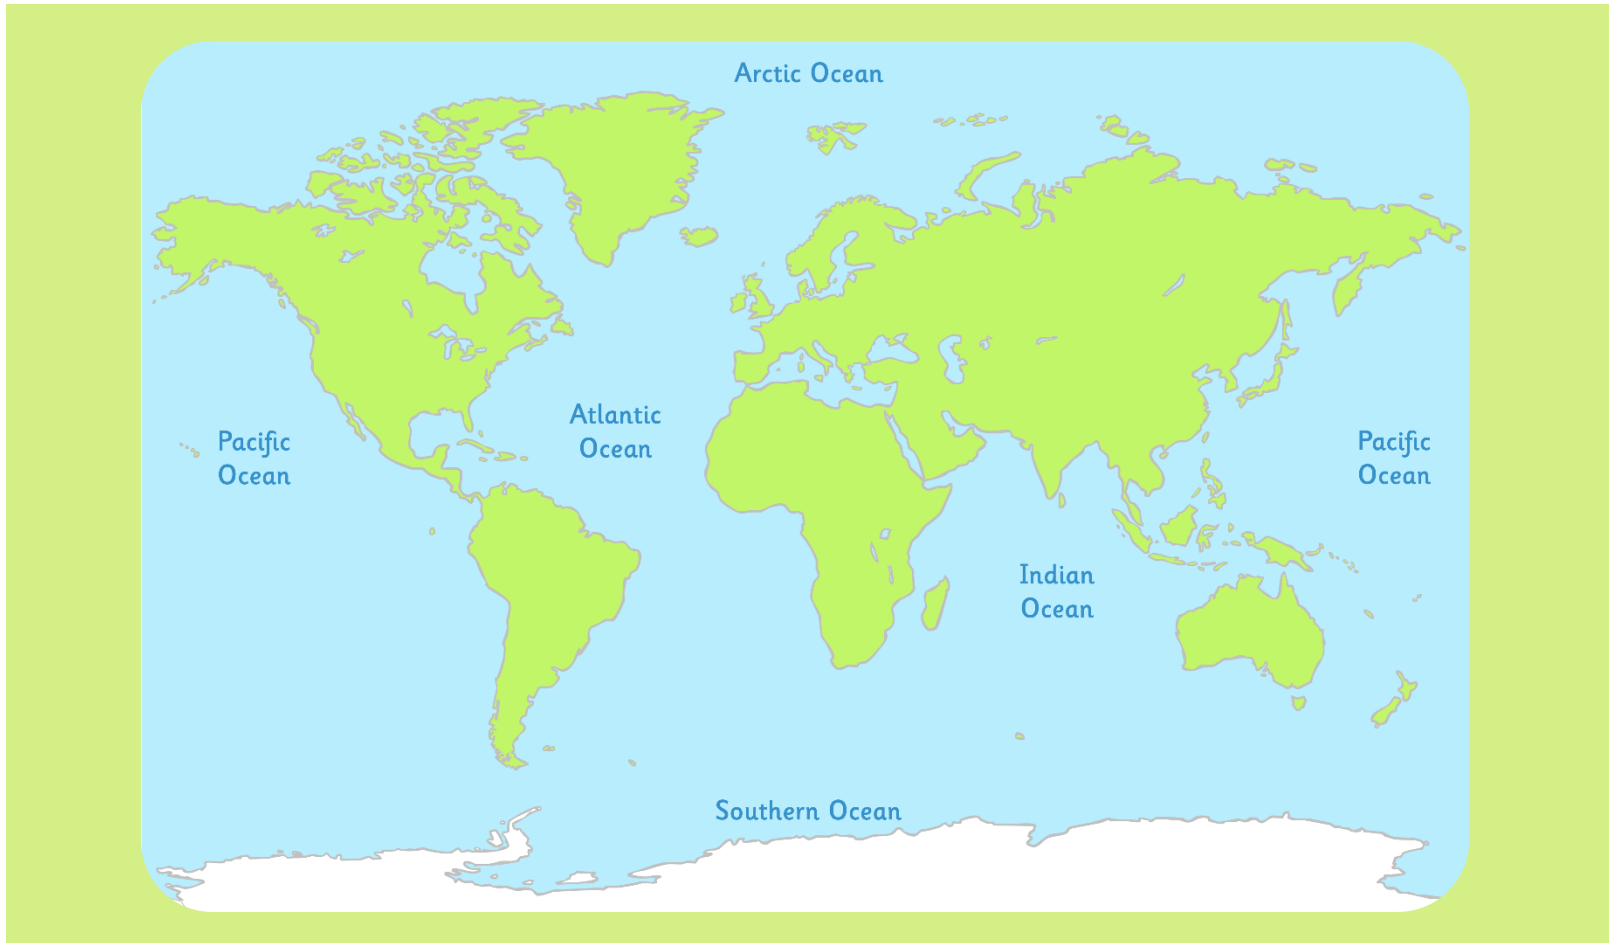 Arctic Ocean
Atlantic
Ocean
Pacific
Ocean
Pacific
Ocean
Indian
Ocean
Southern Ocean